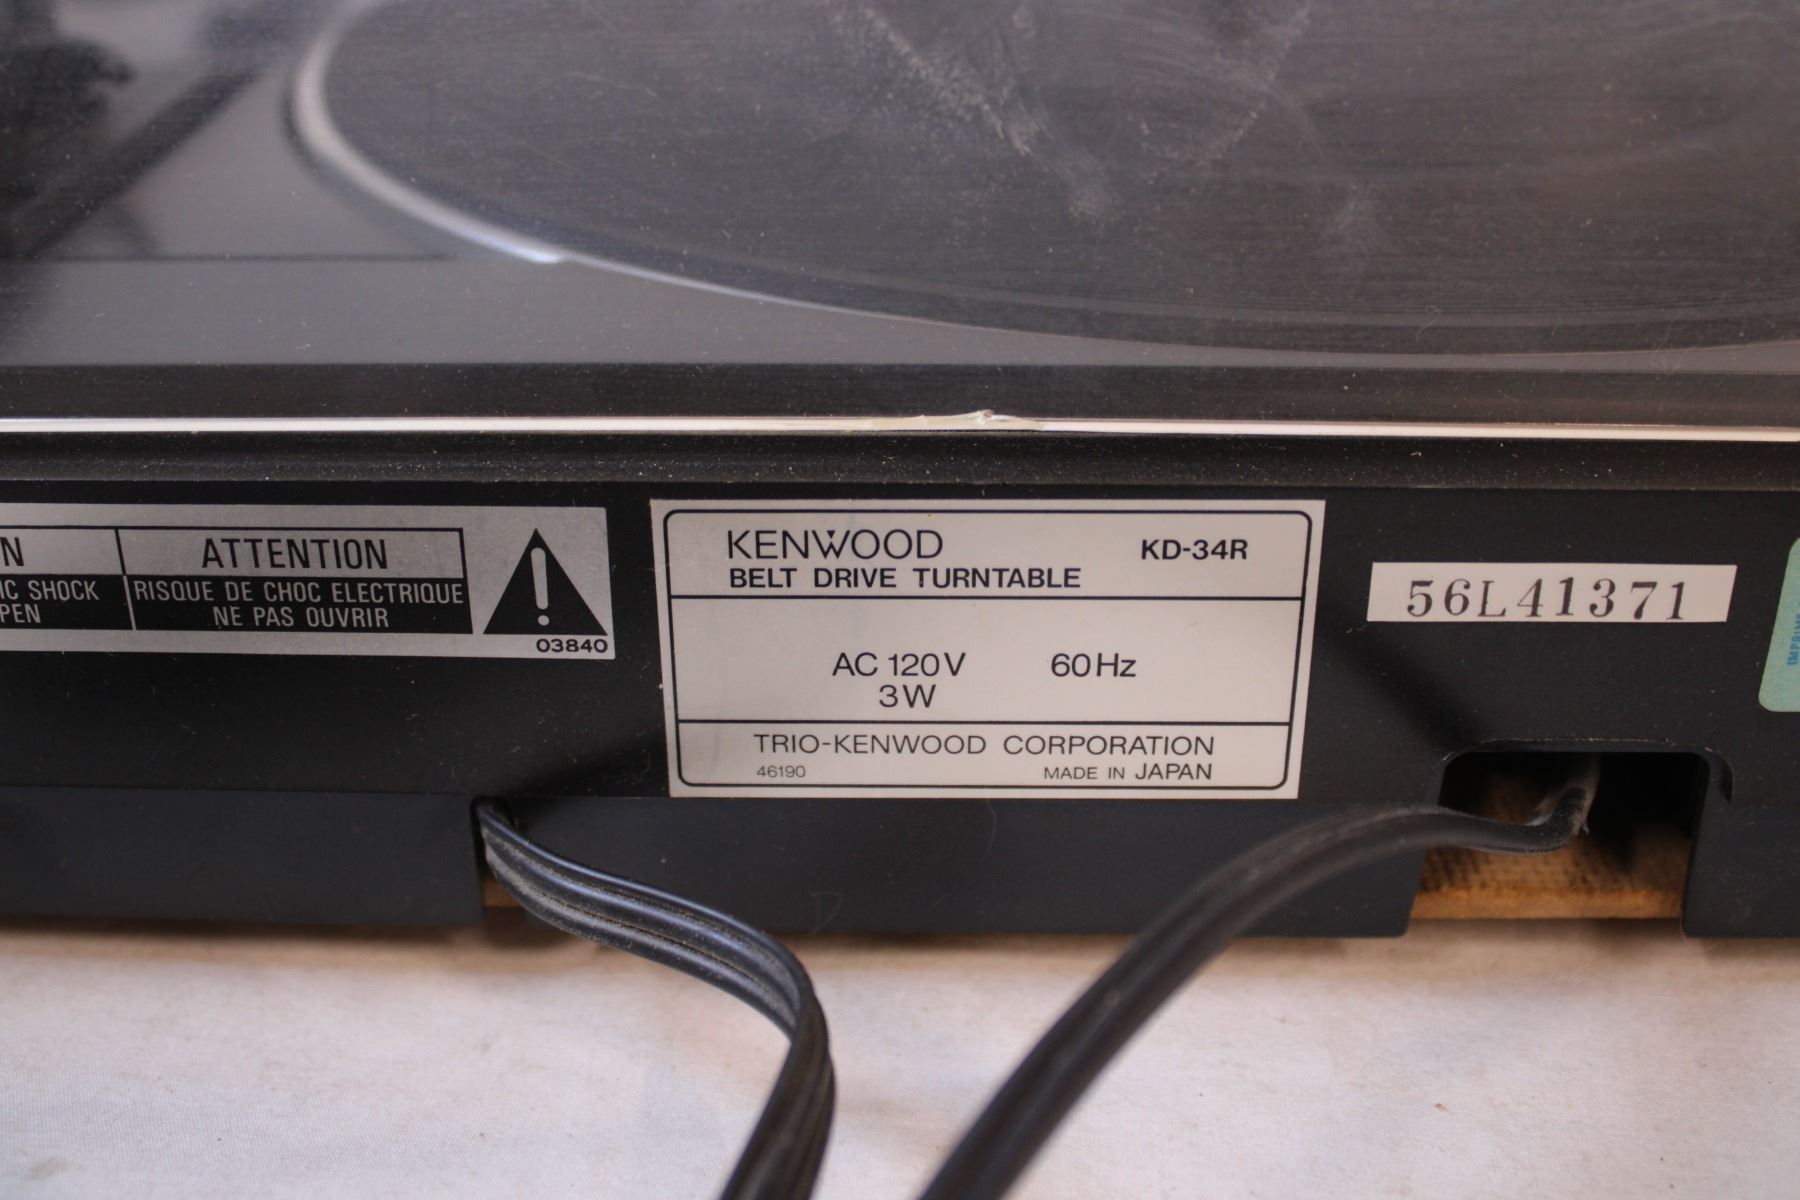 N
IC SHOCK
PEN
ATTENTION
RISQUE DE CHOC ELECTRIQUE
NE PAS OUVRIR
03840
KENWOOD KD-34R
BELT DRIVE TURNTABLE
AC 120V 60Hz
3W
TRIO-KENWOOD CORPORATION
46190 MADE IN JAPAN
56L41371